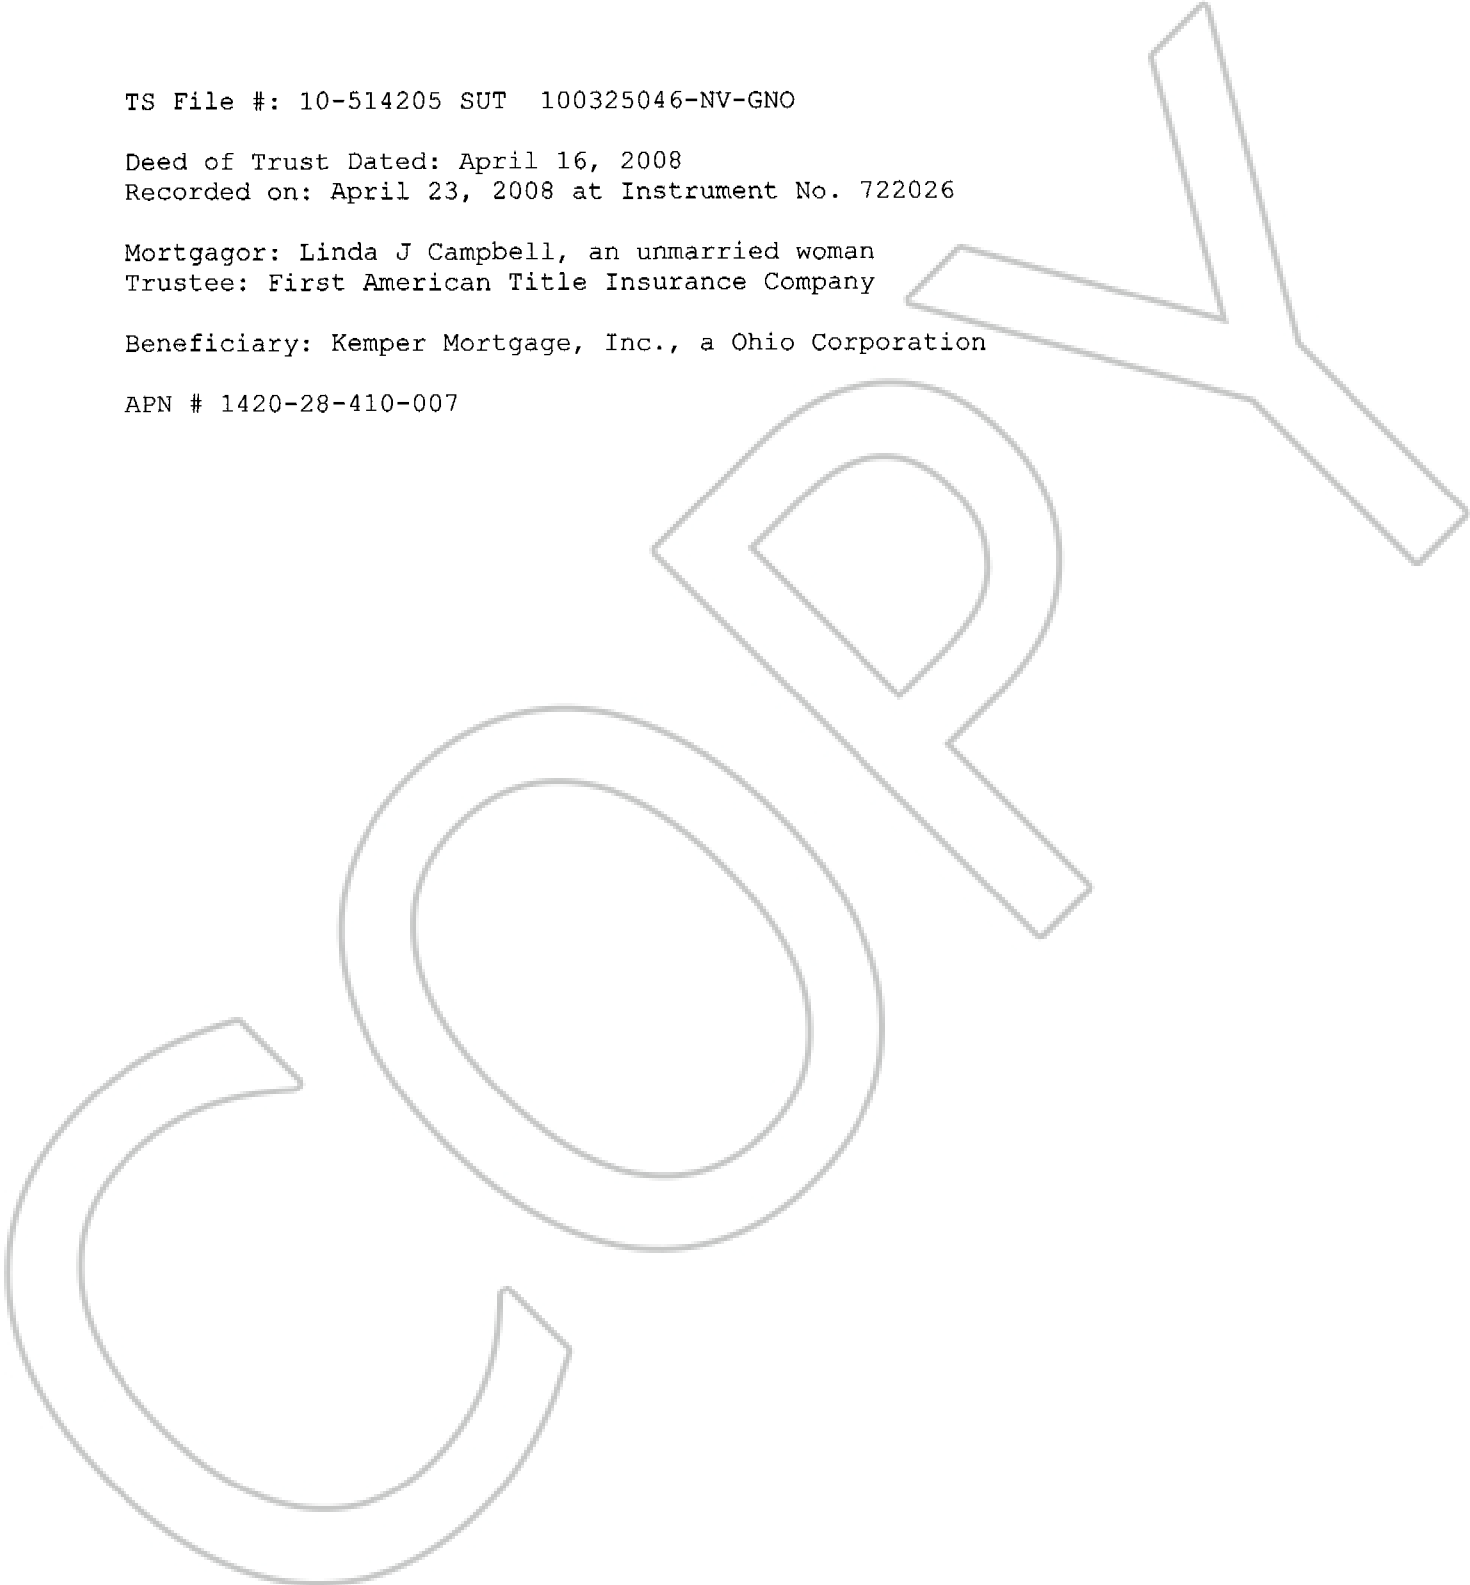 TS File #: 10-514205 SUT  100325046-NV-GNO
Deed of Trust Dated: April 16, 2008
Recorded on: April 23, 2008 at Instrument No. 722026
Mortgagor: Linda J Campbell, an unmarried woman
Trustee: First American Title Insurance Company
Beneficiary: Kemper Mortgage, Inc., a Ohio Corporation
APN # 1420-28-410-007
COPY